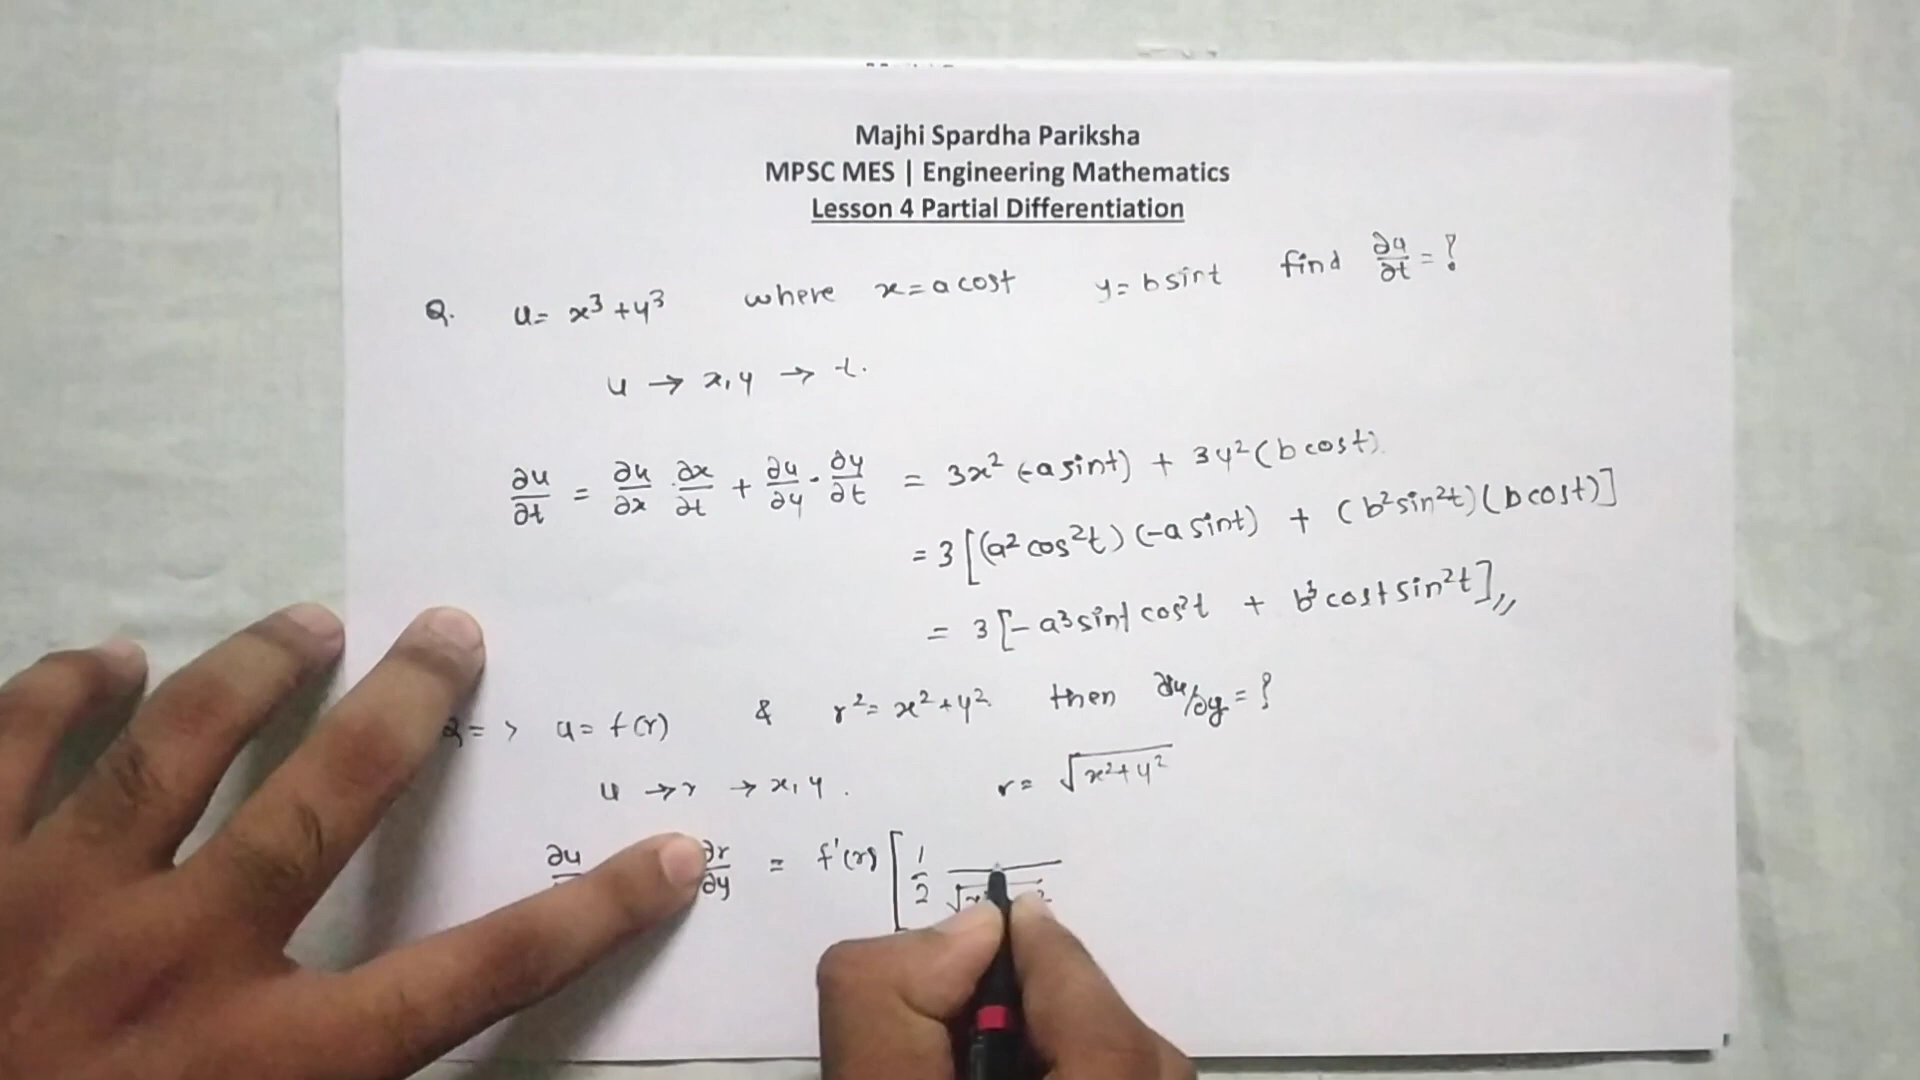 Majhi Spardha Pariksha
MPSC MES | Engineering Mathematics
Lesson 4 Partial Differentiation
Q. u= x³+y³ where x=a cost y= b sint find ∂u/∂t = ?
u → x,y → t.
∂u/∂t = ∂u/∂x . ∂x/∂t + ∂u/∂y . ∂y/∂t = 3x² (-a sint) + 3y² (b cost)
= 3 [(a² cos²t) (-a sint) + (b² sin²t) (b cost)]
= 3 [- a³ sint cos²t + b³ cost sin²t] //
Q => u= f(r) & r²= x²+y² then ∂u/∂y = ?
u → r → x,y . r= √x²+y²
∂u ∂r/∂y = f'(r) [ 1/2